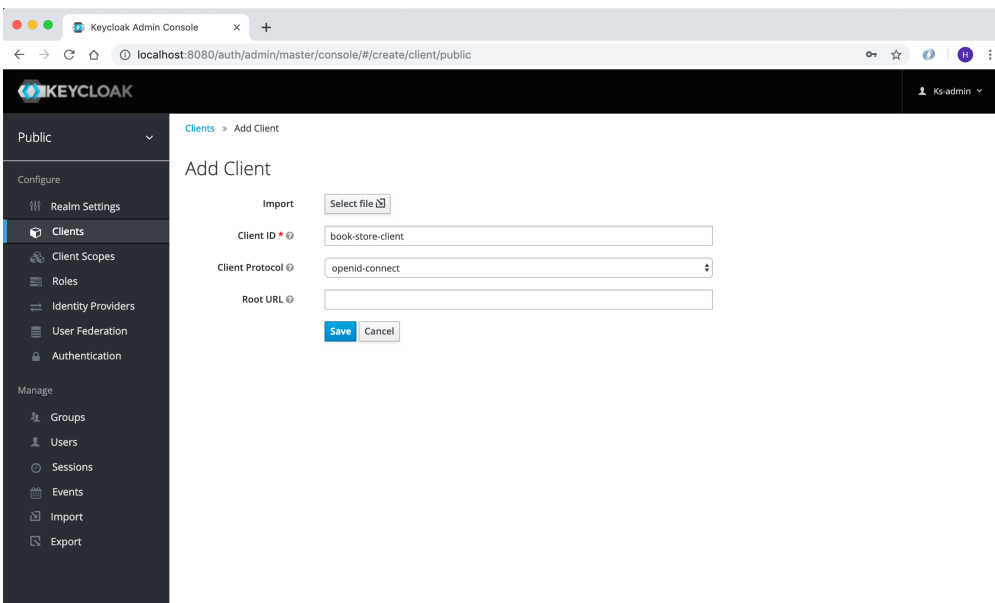 Keycloak Admin Console
localhost:8080/auth/admin/master/console/#/create/client/public
H
KEYCLOAK
Ks-admin
Public
Clients » Add Client
Add Client
Configure
Realm Settings
Clients
Client Scopes
Roles
Identity Providers
User Federation
Authentication
Manage
Groups
Users
Sessions
Events
Import
Export
Import Select file
Client ID * book-store-client
Client Protocol openid-connect
Root URL
Save Cancel